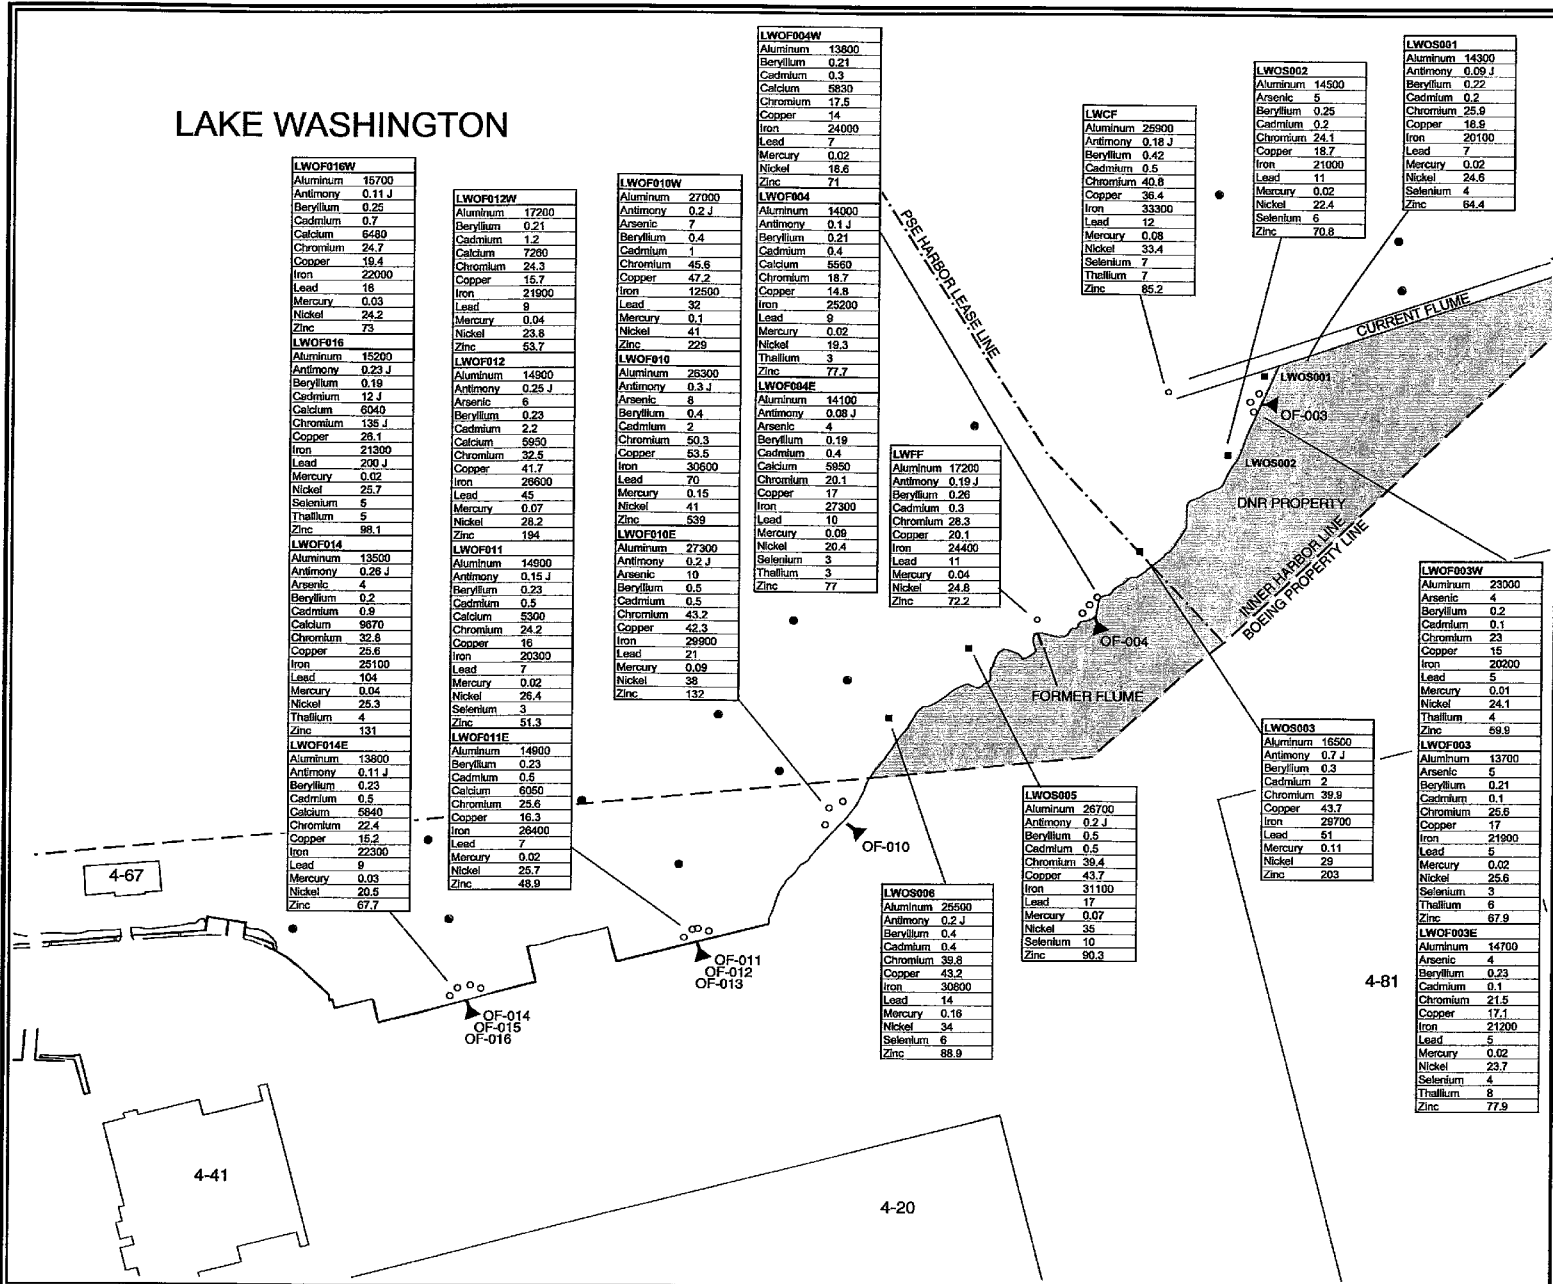 LAKE WASHINGTON
LWOF016W
Aluminum 15700
Antimony 0.11 J
Beryllium 0.25
Cadmium 0.7
Calcium 6480
Chromium 24.7
Copper 19.4
Iron 22000
Lead 18
Mercury 0.03
Nickel 24.2
Zinc 73
LWOF016
Aluminum 15200
Antimony 0.23 J
Beryllium 0.19
Cadmium 12 J
Calcium 6040
Chromium 135 J
Copper 26.1
Iron 21300
Lead 200 J
Mercury 0.02
Nickel 25.7
Selenium 5
Thallium 5
Zinc 98.1
LWOF014
Aluminum 13500
Antimony 0.26 J
Arsenic 4
Beryllium 0.2
Cadmium 0.9
Calcium 9670
Chromium 32.8
Copper 25.6
Iron 25100
Lead 104
Mercury 0.04
Nickel 25.3
Thallium 4
Zinc 131
LWOF014E
Aluminum 13800
Antimony 0.11 J
Beryllium 0.23
Cadmium 0.5
Calcium 5840
Chromium 22.4
Copper 15.2
Iron 22300
Lead 9
Mercury 0.03
Nickel 20.5
Zinc 67.7
LWOF012W
Aluminum 17200
Beryllium 0.21
Cadmium 1.2
Calcium 7260
Chromium 24.3
Copper 15.7
Iron 21900
Lead 9
Mercury 0.04
Nickel 23.8
Zinc 53.7
LWOF012
Aluminum 14900
Antimony 0.25 J
Arsenic 6
Beryllium 0.23
Cadmium 2.2
Calcium 5950
Chromium 32.5
Copper 41.7
Iron 26600
Lead 45
Mercury 0.07
Nickel 28.2
Zinc 194
LWOF011
Aluminum 14900
Antimony 0.15 J
Beryllium 0.23
Cadmium 0.5
Calcium 5300
Chromium 24.2
Copper 16
Iron 20300
Lead 7
Mercury 0.02
Nickel 26.4
Selenium 3
Zinc 51.3
LWOF011E
Aluminum 14900
Beryllium 0.23
Cadmium 0.5
Calcium 6050
Chromium 25.6
Copper 16.3
Iron 26400
Lead 7
Mercury 0.02
Nickel 25.7
Zinc 48.9
LWOF010W
Aluminum 27000
Antimony 0.2 J
Arsenic 7
Beryllium 0.4
Cadmium 1
Chromium 45.6
Copper 47.2
Iron 12500
Lead 32
Mercury 0.1
Nickel 41
Zinc 229
LWOF010
Aluminum 26300
Antimony 0.3 J
Arsenic 8
Beryllium 0.4
Cadmium 2
Chromium 50.3
Copper 53.5
Iron 30600
Lead 70
Mercury 0.15
Nickel 41
Zinc 539
LWOF010E
Aluminum 27300
Antimony 0.2 J
Arsenic 10
Beryllium 0.5
Cadmium 0.5
Chromium 43.2
Copper 42.3
Iron 29900
Lead 21
Mercury 0.09
Nickel 38
Zinc 132
LWOF004W
Aluminum 13800
Beryllium 0.21
Cadmium 0.3
Calcium 5830
Chromium 17.5
Copper 14
Iron 24000
Lead 7
Mercury 0.02
Nickel 18.6
Zinc 71
LWOF004
Aluminum 14000
Antimony 0.1 J
Beryllium 0.21
Cadmium 0.4
Calcium 5560
Chromium 18.7
Copper 14.8
Iron 25200
Lead 9
Mercury 0.02
Nickel 19.3
Thallium 3
Zinc 77.7
LWOF004E
Aluminum 14100
Antimony 0.08 J
Arsenic 4
Beryllium 0.19
Cadmium 0.4
Calcium 5950
Chromium 20.1
Copper 17
Iron 27300
Lead 10
Mercury 0.09
Nickel 20.4
Selenium 3
Thallium 3
Zinc 77
LWFF
Aluminum 17200
Antimony 0.19 J
Beryllium 0.26
Cadmium 0.3
Chromium 28.3
Copper 20.1
Iron 24400
Lead 11
Mercury 0.04
Nickel 24.8
Zinc 72.2
LWCF
Aluminum 25900
Antimony 0.18 J
Beryllium 0.42
Cadmium 0.5
Chromium 40.8
Copper 36.4
Iron 33300
Lead 12
Mercury 0.08
Nickel 33.4
Selenium 7
Thallium 7
Zinc 85.2
LWOS002
Aluminum 14500
Arsenic 5
Beryllium 0.25
Cadmium 0.2
Chromium 24.1
Copper 18.7
Iron 21000
Lead 11
Mercury 0.02
Nickel 22.4
Selenium 6
Zinc 70.8
LWOS001
Aluminum 14300
Antimony 0.09 J
Beryllium 0.22
Cadmium 0.2
Chromium 25.9
Copper 18.9
Iron 20100
Lead 7
Mercury 0.02
Nickel 24.6
Selenium 4
Zinc 64.4
PSE HARBOR LEASE LINE
CURRENT FLUME
LWOS001
OF-003
LWOS002
DNR PROPERTY
INNER HARBOR LINE
BOEING PROPERTY LINE
OF-004
FORMER FLUME
LWOF003W
Aluminum 23000
Arsenic 4
Beryllium 0.2
Cadmium 0.1
Chromium 23
Copper 15
Iron 20200
Lead 5
Mercury 0.01
Nickel 24.1
Thallium 4
Zinc 59.9
LWOF003
Aluminum 13700
Arsenic 5
Beryllium 0.21
Cadmium 0.1
Chromium 25.6
Copper 17
Iron 21900
Lead 5
Mercury 0.02
Nickel 25.6
Selenium 3
Thallium 6
Zinc 67.9
LWOF003E
Aluminum 14700
Arsenic 4
Beryllium 0.23
Cadmium 0.1
Chromium 21.5
Copper 17.1
Iron 21200
Lead 5
Mercury 0.02
Nickel 23.7
Selenium 4
Thallium 8
Zinc 77.9
LWOS003
Aluminum 16500
Antimony 0.7 J
Beryllium 0.3
Cadmium 2
Chromium 39.9
Copper 43.7
Iron 29700
Lead 51
Mercury 0.11
Nickel 29
Zinc 203
LWOS005
Aluminum 26700
Antimony 0.2 J
Beryllium 0.5
Cadmium 0.5
Chromium 39.4
Copper 43.7
Iron 31100
Lead 17
Mercury 0.07
Nickel 35
Selenium 10
Zinc 90.3
LWOS006
Aluminum 25500
Antimony 0.2 J
Beryllium 0.4
Cadmium 0.4
Chromium 39.8
Copper 43.2
Iron 30800
Lead 14
Mercury 0.16
Nickel 34
Selenium 6
Zinc 88.9
OF-010
4-67
OF-011
OF-012
OF-013
OF-014
OF-015
OF-016
4-81
4-41
4-20